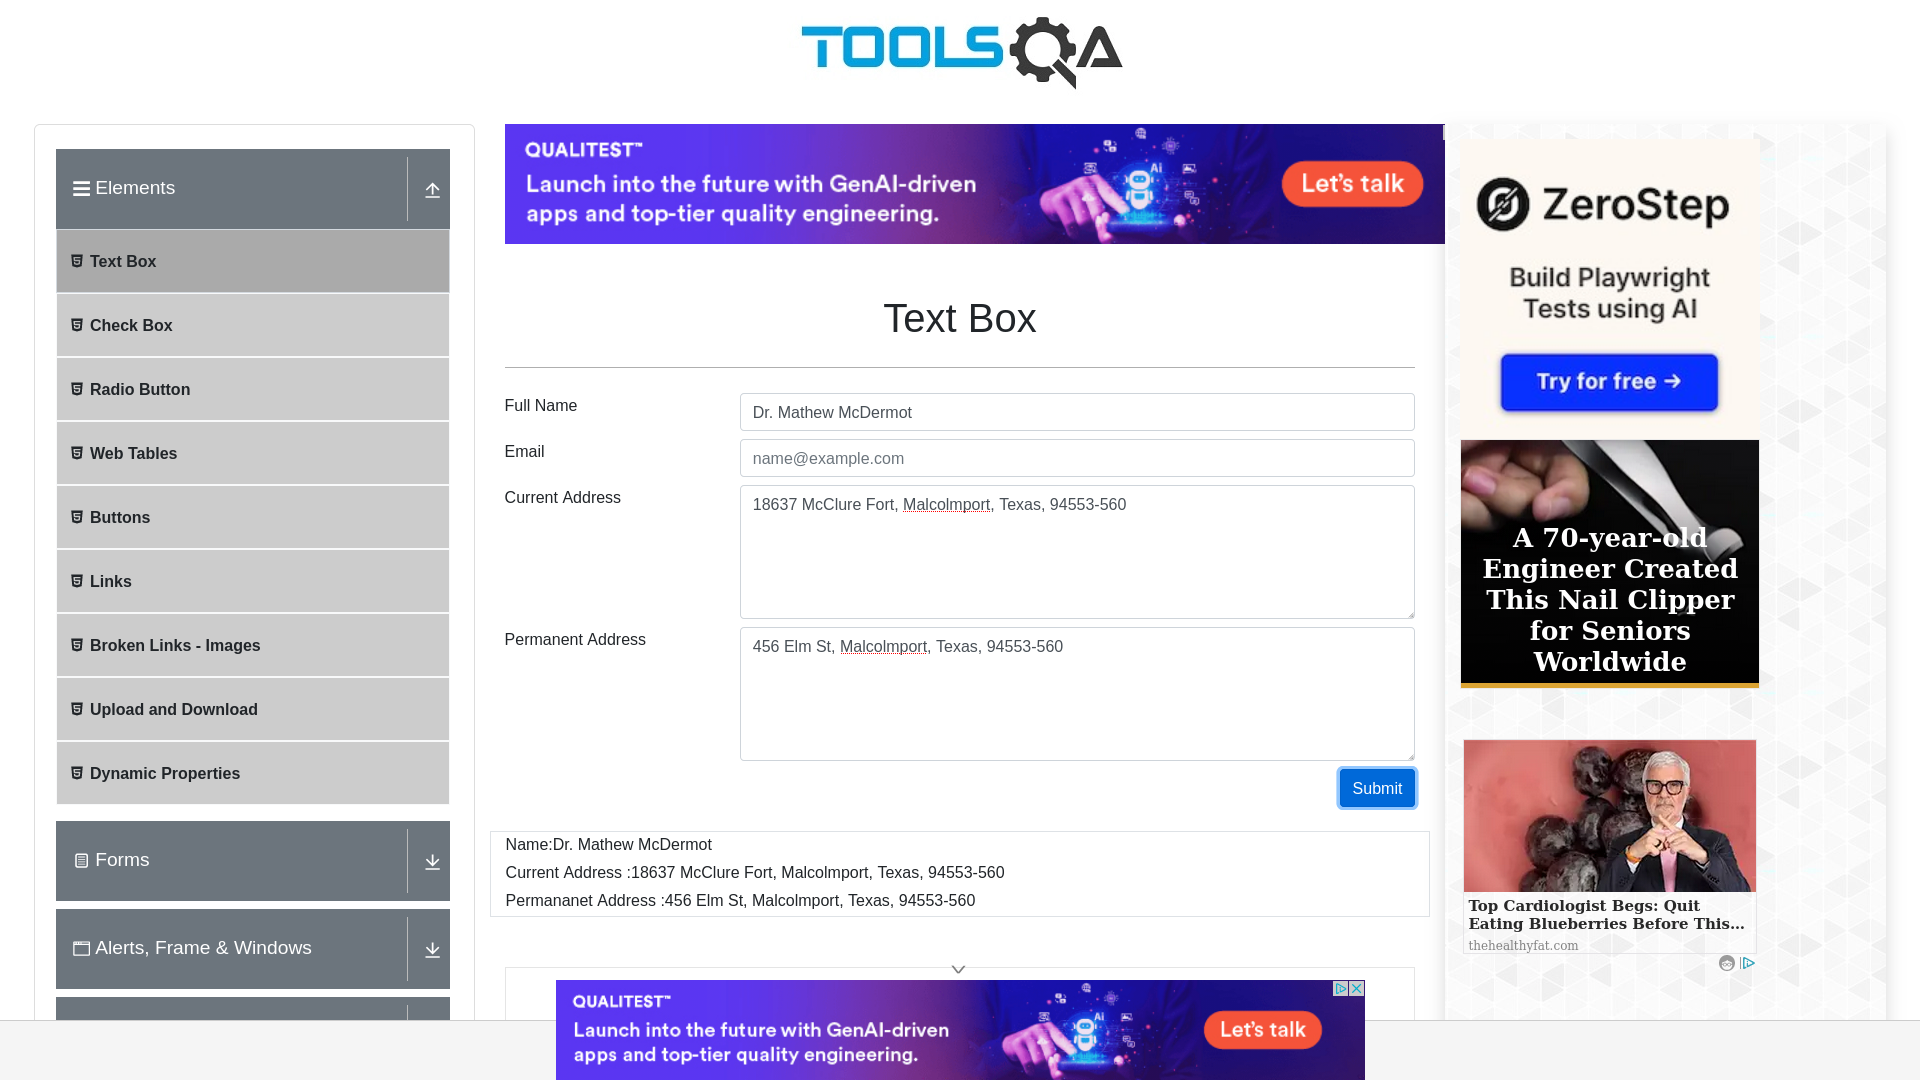 TOOLSQA
Elements
Text Box
Check Box
Radio Button
Web Tables
Buttons
Links
Broken Links - Images
Upload and Download
Dynamic Properties
Forms
Alerts, Frame & Windows
QUALITEST™
Launch into the future with GenAI-driven
apps and top-tier quality engineering.
AI
Let's talk
Text Box
Full Name
Dr. Mathew McDermot
Email
name@example.com
Current Address
18637 McClure Fort, Malcolmport, Texas, 94553-560
Permanent Address
456 Elm St, Malcolmport, Texas, 94553-560
Submit
Name:Dr. Mathew McDermot
Current Address :18637 McClure Fort, Malcolmport, Texas, 94553-560
Permananet Address :456 Elm St, Malcolmport, Texas, 94553-560
QUALITEST™
Launch into the future with GenAI-driven
apps and top-tier quality engineering.
AI
Let's talk
ZeroStep
Build Playwright
Tests using AI
Try for free →
A 70-year-old
Engineer Created
This Nail Clipper
for Seniors
Worldwide
Top Cardiologist Begs: Quit
Eating Blueberries Before This...
thehealthyfat.com